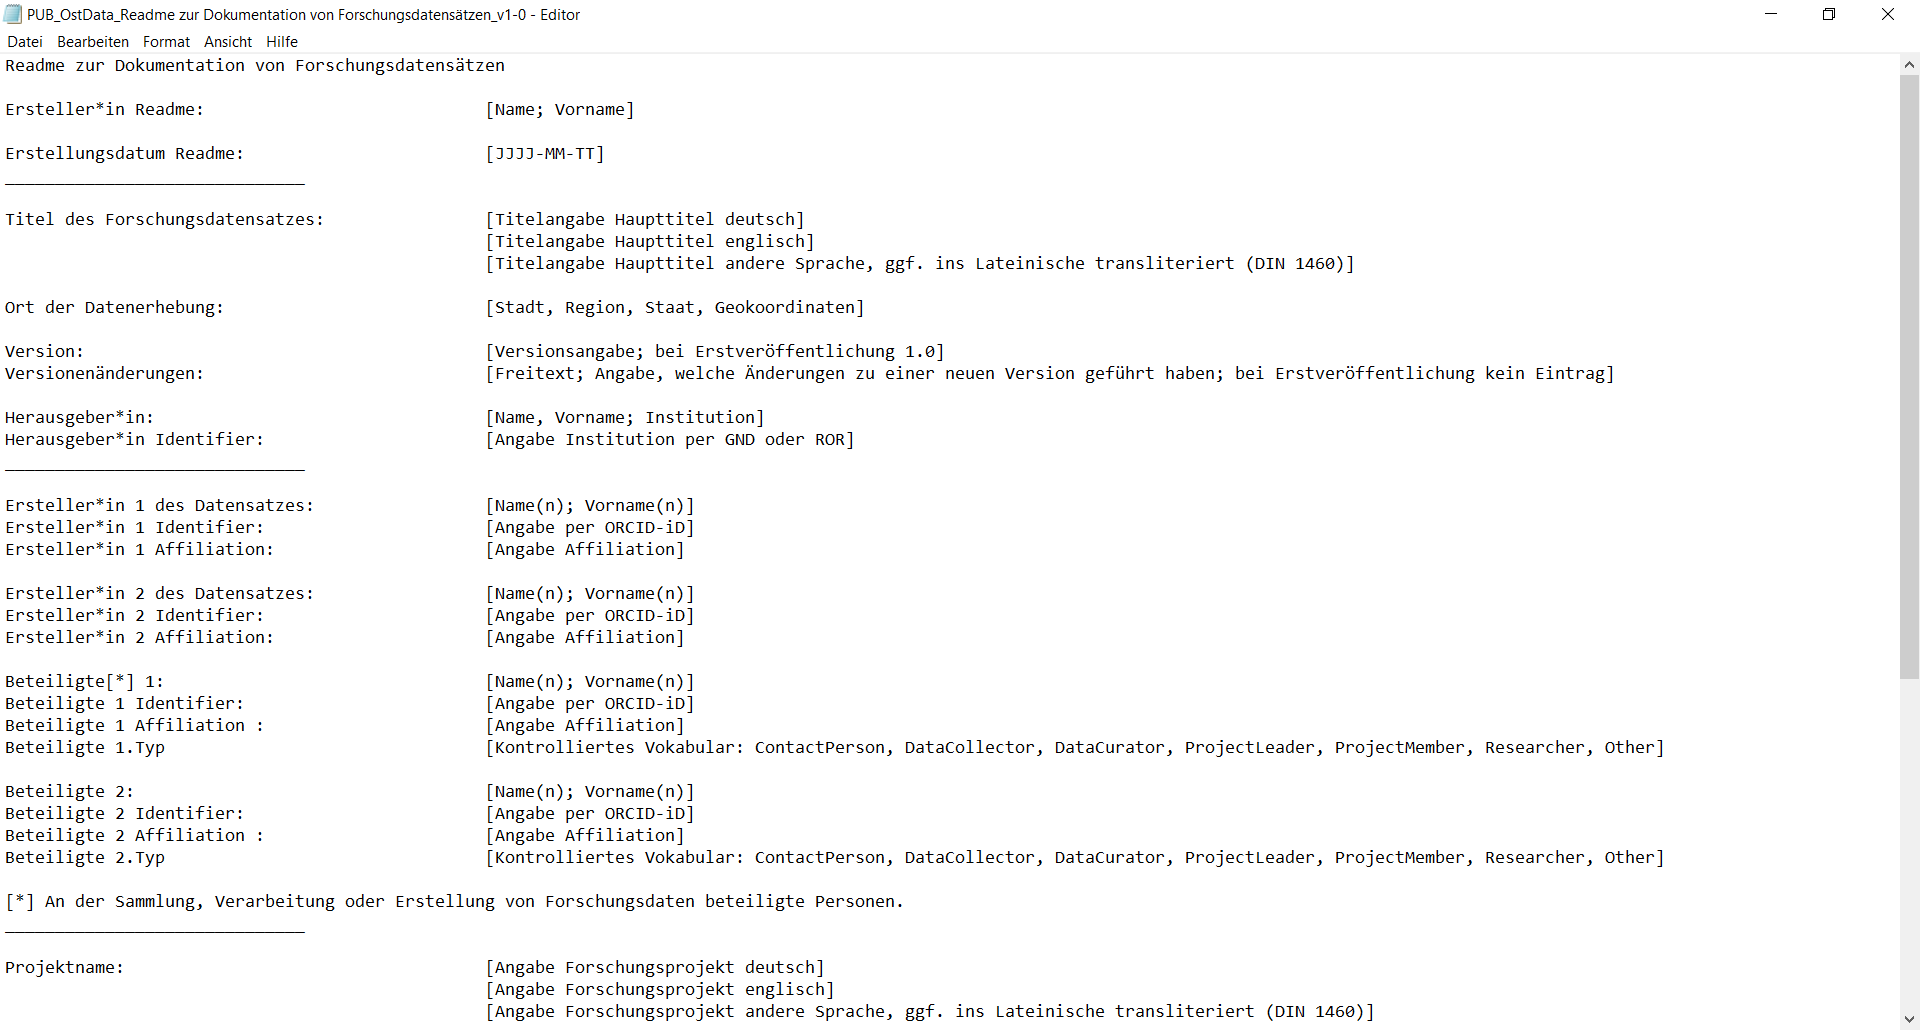 PUB_OstData_Readme zur Dokumentation von Forschungsdatensätzen_v1-0 - Editor
Datei Bearbeiten Format Ansicht Hilfe
Readme zur Dokumentation von Forschungsdatensätzen
Ersteller*in Readme: [Name; Vorname]
Erstellungsdatum Readme: [JJJJ-MM-TT]
______________________________
Titel des Forschungsdatensatzes: [Titelangabe Haupttitel deutsch]
[Titelangabe Haupttitel englisch]
[Titelangabe Haupttitel andere Sprache, ggf. ins Lateinische transliteriert (DIN 1460)]
Ort der Datenerhebung: [Stadt, Region, Staat, Geokoordinaten]
Version: [Versionsangabe; bei Erstveröffentlichung 1.0]
Versionenänderungen: [Freitext; Angabe, welche Änderungen zu einer neuen Version geführt haben; bei Erstveröffentlichung kein Eintrag]
Herausgeber*in: [Name, Vorname; Institution]
Herausgeber*in Identifier: [Angabe Institution per GND oder ROR]
______________________________
Ersteller*in 1 des Datensatzes: [Name(n); Vorname(n)]
Ersteller*in 1 Identifier: [Angabe per ORCID-iD]
Ersteller*in 1 Affiliation: [Angabe Affiliation]
Ersteller*in 2 des Datensatzes: [Name(n); Vorname(n)]
Ersteller*in 2 Identifier: [Angabe per ORCID-iD]
Ersteller*in 2 Affiliation: [Angabe Affiliation]
Beteiligte[*] 1: [Name(n); Vorname(n)]
Beteiligte 1 Identifier: [Angabe per ORCID-iD]
Beteiligte 1 Affiliation : [Angabe Affiliation]
Beteiligte 1.Typ [Kontrolliertes Vokabular: ContactPerson, DataCollector, DataCurator, ProjectLeader, ProjectMember, Researcher, Other]
Beteiligte 2: [Name(n); Vorname(n)]
Beteiligte 2 Identifier: [Angabe per ORCID-iD]
Beteiligte 2 Affiliation : [Angabe Affiliation]
Beteiligte 2.Typ [Kontrolliertes Vokabular: ContactPerson, DataCollector, DataCurator, ProjectLeader, ProjectMember, Researcher, Other]
[*] An der Sammlung, Verarbeitung oder Erstellung von Forschungsdaten beteiligte Personen.
______________________________
Projektname: [Angabe Forschungsprojekt deutsch]
[Angabe Forschungsprojekt englisch]
[Angabe Forschungsprojekt andere Sprache, ggf. ins Lateinische transliteriert (DIN 1460)]